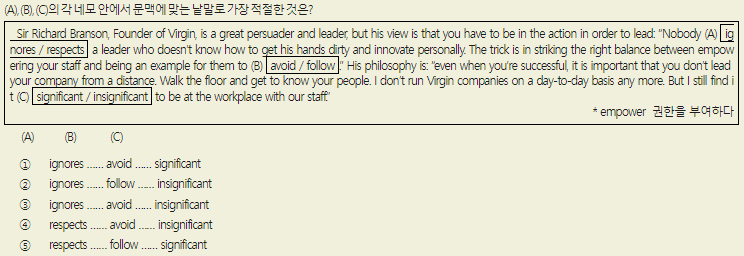 (A), (B), (C)의 각 네모 안에서 문맥에 맞는 낱말로 가장 적절한 것은?
Sir Richard Branson, Founder of Virgin, is a great persuader and leader, but his view is that you have to be in the action in order to lead: "Nobody (A) ig
nores / respects a leader who doesn't know how to get his hands dirty and innovate personally. The trick is in striking the right balance between empow
ering your staff and being an example for them to (B) avoid / follow." His philosophy is: "even when you're successful, it is important that you don't lead
your company from a distance. Walk the floor and get to know your people. I don't run Virgin companies on a day-to-day basis any more. But I still find i
t (C) significant / insignificant to be at the workplace with our staff."
* empower 권한을 부여하다
(A) (B) (C)
① ignores ...... avoid ...... significant
② ignores ...... follow ...... insignificant
③ ignores ...... avoid ...... insignificant
④ respects ...... avoid ...... insignificant
⑤ respects ...... follow ...... significant